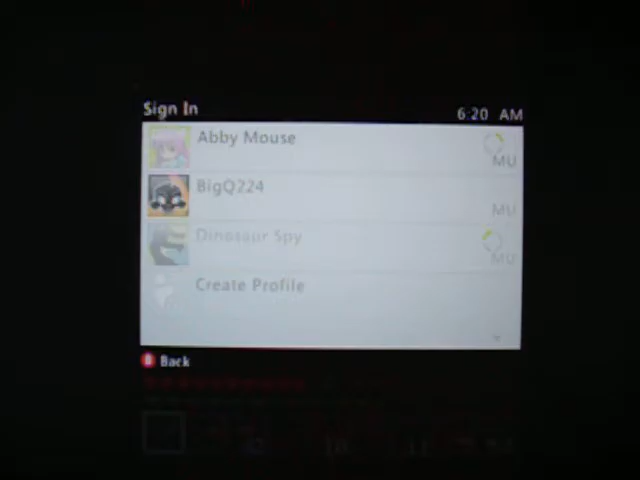 Sign In
6:20 AM
Abby Mouse
MU
BigQ224
MU
Dinosaur Spy
MU
Create Profile
B Back